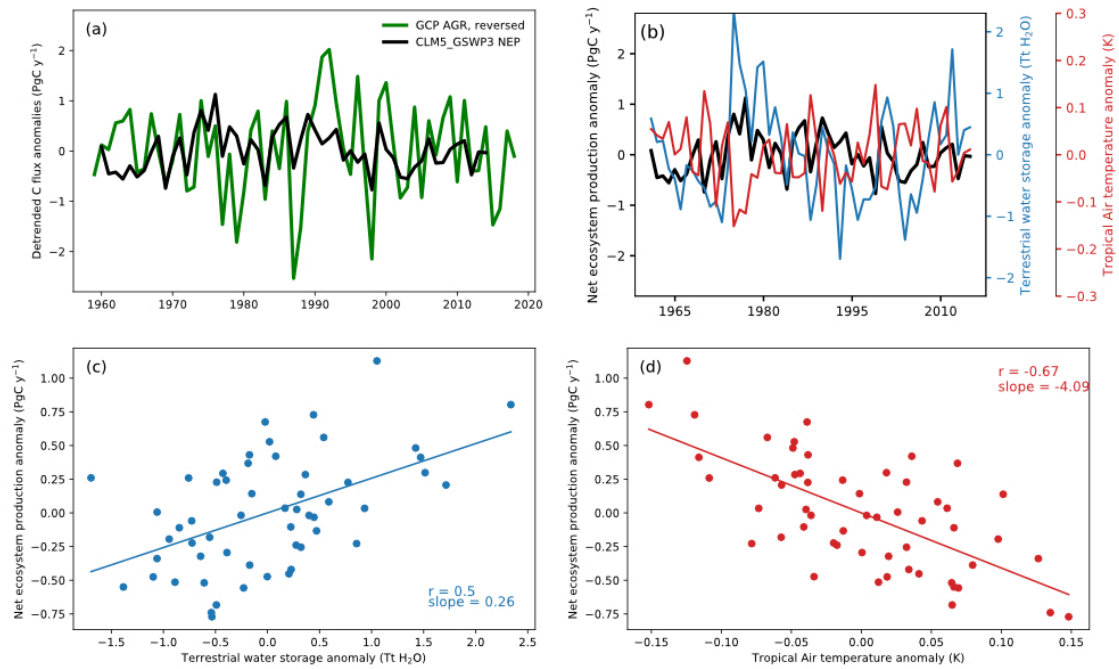 (a)
GCP AGR, reversed
CLM5_GSWP3 NEP
Detrended C flux anomalies (PgC y⁻¹)
2
1
0
−1
−2
1960 1970 1980 1990 2000 2010 2020
(b)
Net ecosystem production anomaly (PgC y⁻¹)
2
1
0
−1
−2
1965 1980 1995 2010
2
1
0
−1
−2
Terrestrial water storage anomaly (Tt H₂O)
0.3
0.2
0.1
0.0
−0.1
−0.2
−0.3
Tropical Air temperature anomaly (K)
(c)
Net ecosystem production anomaly (PgC y⁻¹)
1.00
0.75
0.50
0.25
0.00
−0.25
−0.50
−0.75
r = 0.5
slope = 0.26
−1.5 −1.0 −0.5 0.0 0.5 1.0 1.5 2.0 2.5
Terrestrial water storage anomaly (Tt H₂O)
(d)
r = -0.67
slope = -4.09
Net ecosystem production anomaly (PgC y⁻¹)
1.00
0.75
0.50
0.25
0.00
−0.25
−0.50
−0.75
−0.15 −0.10 −0.05 0.00 0.05 0.10 0.15
Tropical Air temperature anomaly (K)